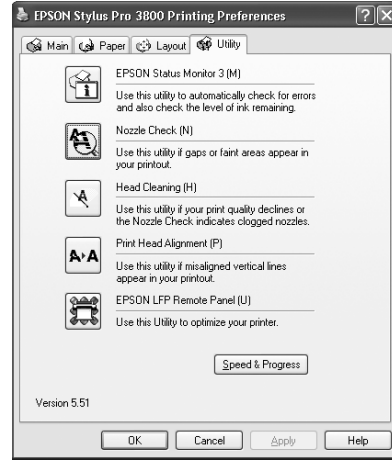 EPSON Stylus Pro 3800 Printing Preferences
Main Paper Layout Utility
EPSON Status Monitor 3 (M)
Use this utility to automatically check for errors
and also check the level of ink remaining.
Nozzle Check (N)
Use this utility if gaps or faint areas appear in
your printout.
Head Cleaning (H)
Use this utility if your print quality declines or
the Nozzle Check indicates clogged nozzles.
Print Head Alignment (P)
Use this utility if misaligned vertical lines
appear in your printout.
EPSON LFP Remote Panel (U)
Use this Utility to optimize your printer.
Speed & Progress
Version 5.51
OK Cancel Apply Help